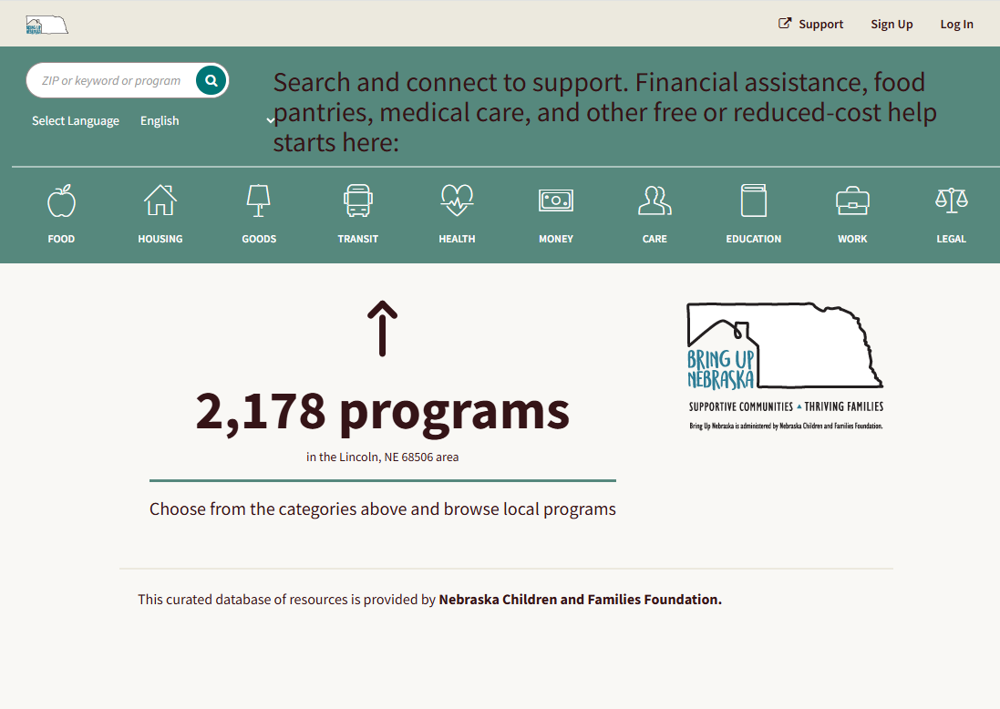 BRING UP
NEBRASKA
Support Sign Up Log In
ZIP or keyword or program
Select Language English
Search and connect to support. Financial assistance, food
pantries, medical care, and other free or reduced-cost help
starts here:
FOOD HOUSING GOODS TRANSIT HEALTH MONEY CARE EDUCATION WORK LEGAL
2,178 programs
in the Lincoln, NE 68506 area
Choose from the categories above and browse local programs
BRING UP
NEBRASKA
SUPPORTIVE COMMUNITIES ▲ THRIVING FAMILIES
Bring Up Nebraska is administered by Nebraska Children and Families Foundation.
This curated database of resources is provided by Nebraska Children and Families Foundation.